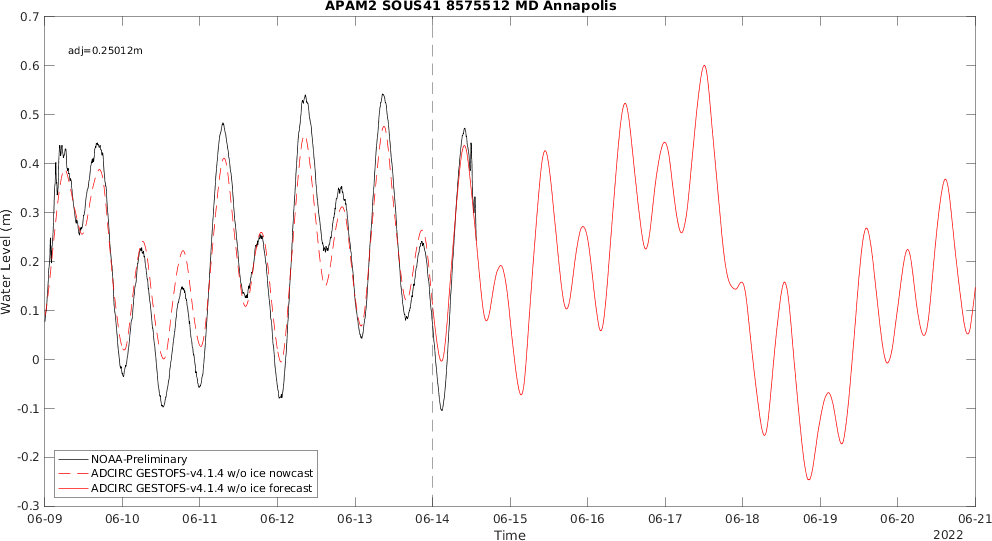 APAM2 SOUS41 8575512 MD Annapolis
0.7
adj=0.25012m
0.6
0.5
0.4
0.3
0.2
0.1
0
-0.1
-0.2
-0.3
Water Level (m)
NOAA-Preliminary
ADCIRC GESTOFS-v4.1.4 w/o ice nowcast
ADCIRC GESTOFS-v4.1.4 w/o ice forecast
06-09 06-10 06-11 06-12 06-13 06-14 06-15 06-16 06-17 06-18 06-19 06-20 06-21
Time
2022